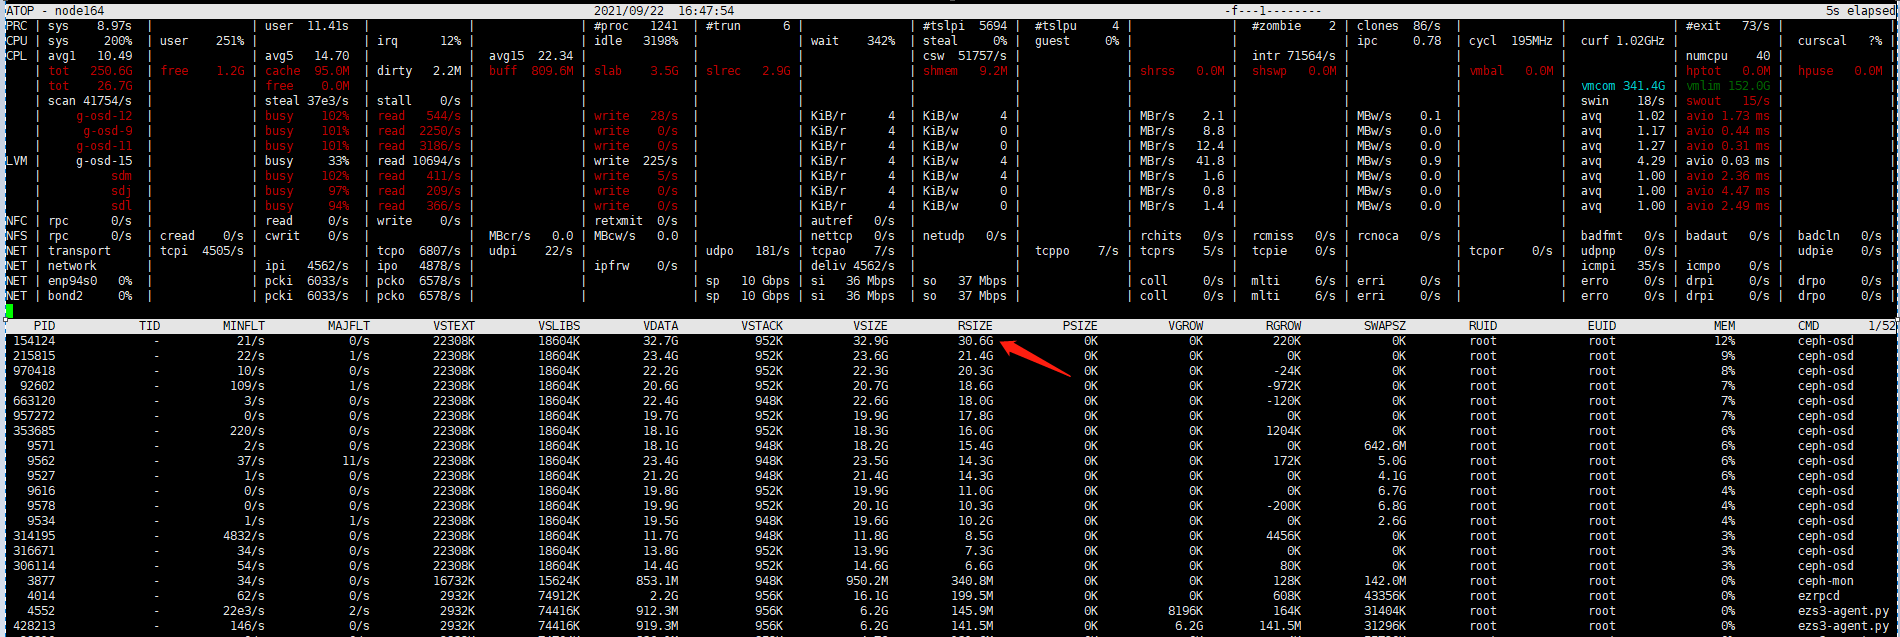 ATOP - node164 2021/09/22 16:47:54 -f---1-------- 5s elapsed
PRC | sys 8.97s | | user 11.41s | | | #proc 1241 | #trun 6 | | #tslpi 5694 | #tslpu 4 | | #zombie 2 | clones 86/s | | | #exit 73/s | |
CPU | sys 200% | user 251% | | irq 12% | | idle 3198% | | wait 342% | steal 0% | guest 0% | | | ipc 0.78 | cycl 195MHz | curf 1.02GHz | | curscal ?% |
CPL | avg1 10.49 | | avg5 14.70 | | avg15 22.34 | | | | csw 51757/s | | | intr 71564/s | | | | numcpu 40 | |
| tot 250.6G | free 1.2G | cache 95.0M | dirty 2.2M | buff 809.6M | slab 3.5G | slrec 2.9G | | shmem 9.2M | | shrss 0.0M | shswp 0.0M | | vmbal 0.0M | | hptot 0.0M | hpuse 0.0M |
| tot 26.7G | | free 0.0M | | | | | | | | | | | | vmcom 341.4G | vmlim 152.0G | |
| scan 41754/s | | steal 37e3/s | stall 0/s | | | | | | | | | | | swin 18/s | swout 15/s | |
| g-osd-12 | | busy 102% | read 544/s | | write 28/s | | KiB/r 4 | KiB/w 4 | | MBr/s 2.1 | | MBw/s 0.1 | | avq 1.02 | avio 1.73 ms | |
| g-osd-9 | | busy 101% | read 2250/s | | write 0/s | | KiB/r 4 | KiB/w 0 | | MBr/s 8.8 | | MBw/s 0.0 | | avq 1.17 | avio 0.44 ms | |
| g-osd-11 | | busy 101% | read 3186/s | | write 0/s | | KiB/r 4 | KiB/w 0 | | MBr/s 12.4 | | MBw/s 0.0 | | avq 1.27 | avio 0.31 ms | |
LVM | g-osd-15 | | busy 33% | read 10694/s | | write 225/s | | KiB/r 4 | KiB/w 4 | | MBr/s 41.8 | | MBw/s 0.9 | | avq 4.29 | avio 0.03 ms | |
| sdm | | busy 102% | read 411/s | | write 5/s | | KiB/r 4 | KiB/w 4 | | MBr/s 1.6 | | MBw/s 0.0 | | avq 1.00 | avio 2.36 ms | |
| sdj | | busy 97% | read 209/s | | write 0/s | | KiB/r 4 | KiB/w 0 | | MBr/s 0.8 | | MBw/s 0.0 | | avq 1.00 | avio 4.47 ms | |
| sdl | | busy 94% | read 366/s | | write 0/s | | KiB/r 4 | KiB/w 0 | | MBr/s 1.4 | | MBw/s 0.0 | | avq 1.00 | avio 2.49 ms | |
NFC | rpc 0/s | | read 0/s | write 0/s | | retxmit 0/s | | autref 0/s | | | | | | | | | |
NFS | rpc 0/s | cread 0/s | cwrit 0/s | | MBcr/s 0.0 | MBcw/s 0.0 | | nettcp 0/s | netudp 0/s | | rchits 0/s | rcmiss 0/s | rcnoca 0/s | | badfmt 0/s | badaut 0/s | badcln 0/s |
NET | transport | tcpi 4505/s | | tcpo 6807/s | udpi 22/s | | udpo 181/s | tcpao 7/s | | tcppo 7/s | tcprs 5/s | tcpie 0/s | | tcpor 0/s | udpnp 0/s | | udpie 0/s |
NET | network | | ipi 4562/s | ipo 4878/s | | ipfrw 0/s | | deliv 4562/s | | | | | | | icmpi 35/s | icmpo 0/s | |
NET | enp94s0 0% | | pcki 6033/s | pcko 6578/s | | | sp 10 Gbps | si 36 Mbps | so 37 Mbps | | coll 0/s | mlti 6/s | erri 0/s | | erro 0/s | drpi 0/s | drpo 0/s |
NET | bond2 0% | | pcki 6033/s | pcko 6578/s | | | sp 10 Gbps | si 36 Mbps | so 37 Mbps | | coll 0/s | mlti 6/s | erri 0/s | | erro 0/s | drpi 0/s | drpo 0/s |
PID TID MINFLT MAJFLT VSTEXT VSLIBS VDATA VSTACK VSIZE RSIZE PSIZE VGROW RGROW SWAPSZ RUID EUID MEM CMD 1/52
154124 - 21/s 0/s 22308K 18604K 32.7G 952K 32.9G 30.6G 0K 0K 220K 0K root root 12% ceph-osd
215815 - 22/s 1/s 22308K 18604K 23.4G 952K 23.6G 21.4G 0K 0K 0K 0K root root 9% ceph-osd
970418 - 10/s 0/s 22308K 18604K 22.2G 952K 22.3G 20.3G 0K 0K -24K 0K root root 8% ceph-osd
92602 - 109/s 1/s 22308K 18604K 20.6G 952K 20.7G 18.6G 0K 0K -972K 0K root root 7% ceph-osd
663120 - 3/s 0/s 22308K 18604K 22.4G 948K 22.6G 18.0G 0K 0K -120K 0K root root 7% ceph-osd
957272 - 0/s 0/s 22308K 18604K 19.7G 952K 19.9G 17.8G 0K 0K 0K 0K root root 7% ceph-osd
353685 - 220/s 0/s 22308K 18604K 18.1G 952K 18.3G 16.0G 0K 0K 1204K 0K root root 6% ceph-osd
9571 - 2/s 0/s 22308K 18604K 18.1G 948K 18.2G 15.4G 0K 0K 0K 642.6M root root 6% ceph-osd
9562 - 37/s 11/s 22308K 18604K 23.4G 948K 23.5G 14.3G 0K 0K 172K 5.0G root root 6% ceph-osd
9527 - 1/s 0/s 22308K 18604K 21.2G 948K 21.4G 14.3G 0K 0K 0K 4.1G root root 6% ceph-osd
9616 - 0/s 0/s 22308K 18604K 19.8G 952K 19.9G 11.0G 0K 0K 0K 6.7G root root 4% ceph-osd
9578 - 0/s 0/s 22308K 18604K 19.9G 952K 20.1G 10.3G 0K 0K -200K 6.8G root root 4% ceph-osd
9534 - 1/s 1/s 22308K 18604K 19.5G 948K 19.6G 10.2G 0K 0K 0K 2.6G root root 4% ceph-osd
314195 - 4832/s 0/s 22308K 18604K 11.7G 948K 11.8G 8.5G 0K 0K 4456K 0K root root 3% ceph-osd
316671 - 34/s 0/s 22308K 18604K 13.8G 952K 13.9G 7.3G 0K 0K 0K 0K root root 3% ceph-osd
306114 - 54/s 0/s 22308K 18604K 14.4G 952K 14.6G 6.6G 0K 0K 80K 0K root root 3% ceph-osd
3877 - 34/s 0/s 16732K 15624K 853.1M 948K 950.2M 340.8M 0K 0K 128K 142.0M root root 0% ceph-mon
4014 - 62/s 0/s 2932K 74912K 2.2G 956K 16.1G 199.5M 0K 0K 608K 43356K root root 0% ezrpcd
4552 - 22e3/s 2/s 2932K 74416K 912.3M 956K 6.2G 145.9M 0K 8196K 164K 31404K root root 0% ezs3-agent.py
428213 - 146/s 0/s 2932K 74416K 919.3M 956K 6.2G 141.5M 0K 6.2G 141.5M 31296K root root 0% ezs3-agent.py